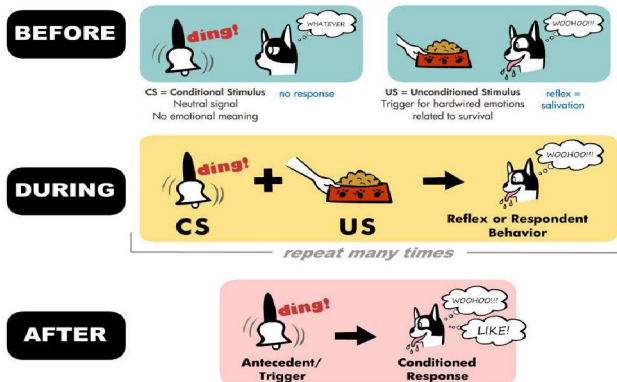 BEFORE
ding!
WHATEVER
WOOHOO!!!
CS = Conditional Stimulus
Neutral signal
No emotional meaning
no response
US = Unconditioned Stimulus
Trigger for hardwired emotions
related to survival
reflex =
salivation
DURING
ding!
WOOHOO!!!
CS
US
Reflex or Respondent
Behavior
repeat many times
AFTER
ding!
WOOHOO!!!
LIKE!
Antecedent/
Trigger
Conditioned
Response